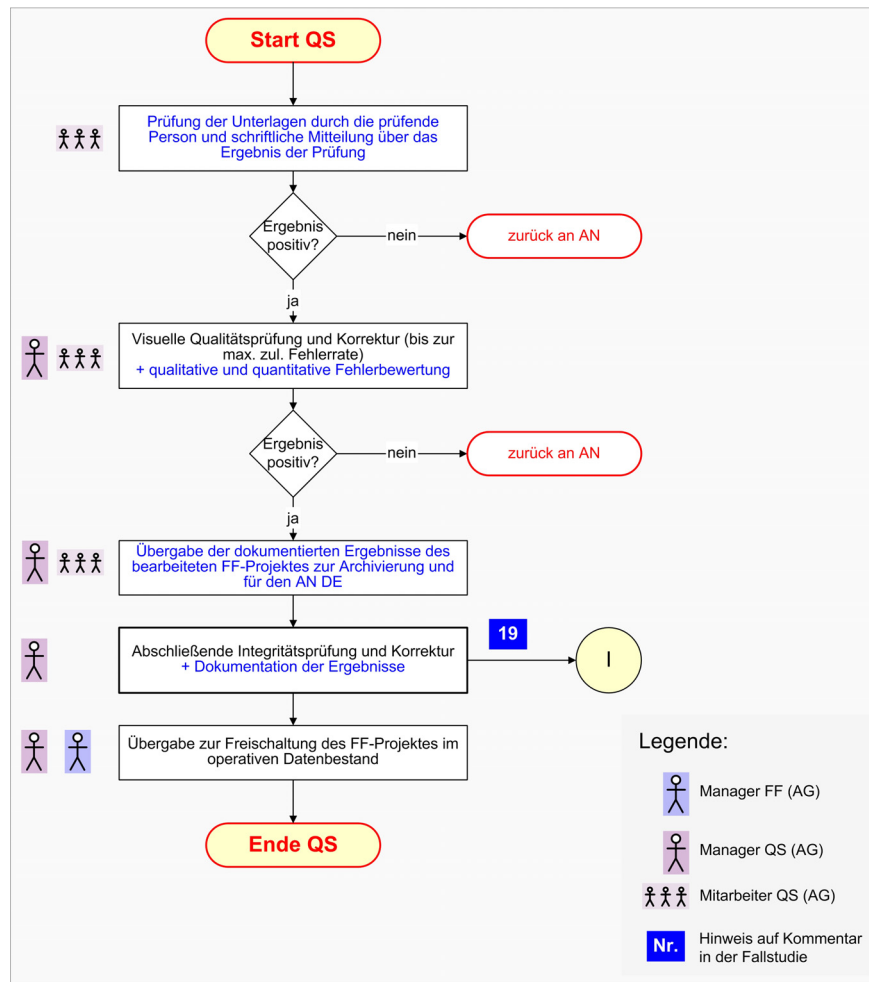 Start QS
Prüfung der Unterlagen durch die prüfende
Person und schriftliche Mitteilung über das
Ergebnis der Prüfung
Ergebnis
positiv?
nein
zurück an AN
ja
Visuelle Qualitätsprüfung und Korrektur (bis zur
max. zul. Fehlerrate)
+ qualitative und quantitative Fehlerbewertung
Ergebnis
positiv?
nein
zurück an AN
ja
Übergabe der dokumentierten Ergebnisse des
bearbeiteten FF-Projektes zur Archivierung und
für den AN DE
Abschließende Integritätsprüfung und Korrektur
+ Dokumentation der Ergebnisse
19
I
Übergabe zur Freischaltung des FF-Projektes im
operativen Datenbestand
Ende QS
Legende:
Manager FF (AG)
Manager QS (AG)
Mitarbeiter QS (AG)
Nr.
Hinweis auf Kommentar
in der Fallstudie